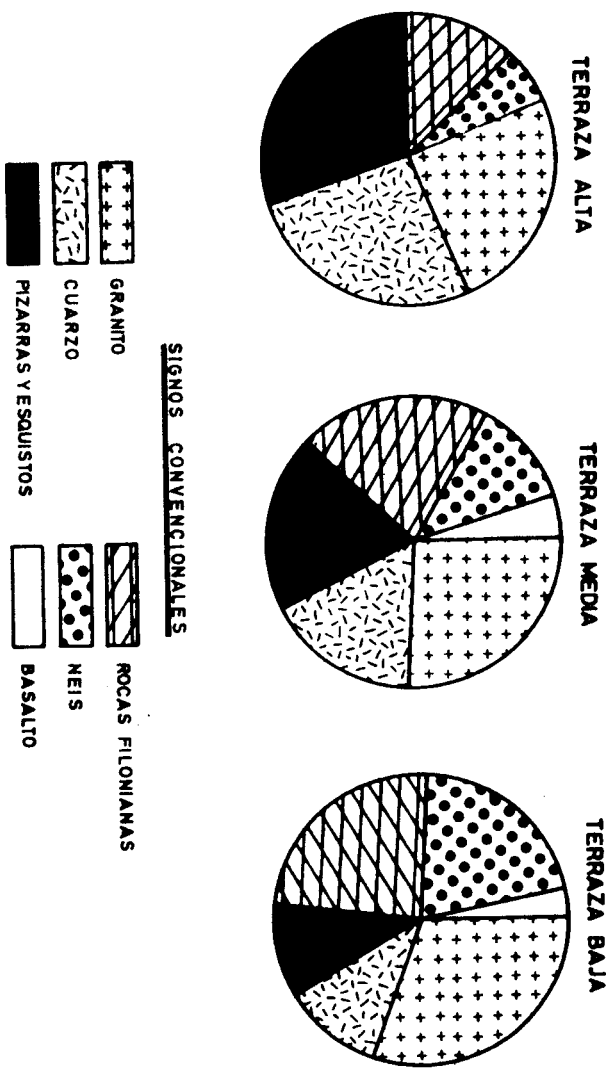 TERRAZA ALTA
TERRAZA MEDIA
TERRAZA BAJA
SIGNOS CONVENCIONALES
GRANITO
CUARZO
PIZARRAS Y ESQUISTOS
ROCAS FILONIANAS
NEIS
BASALTO